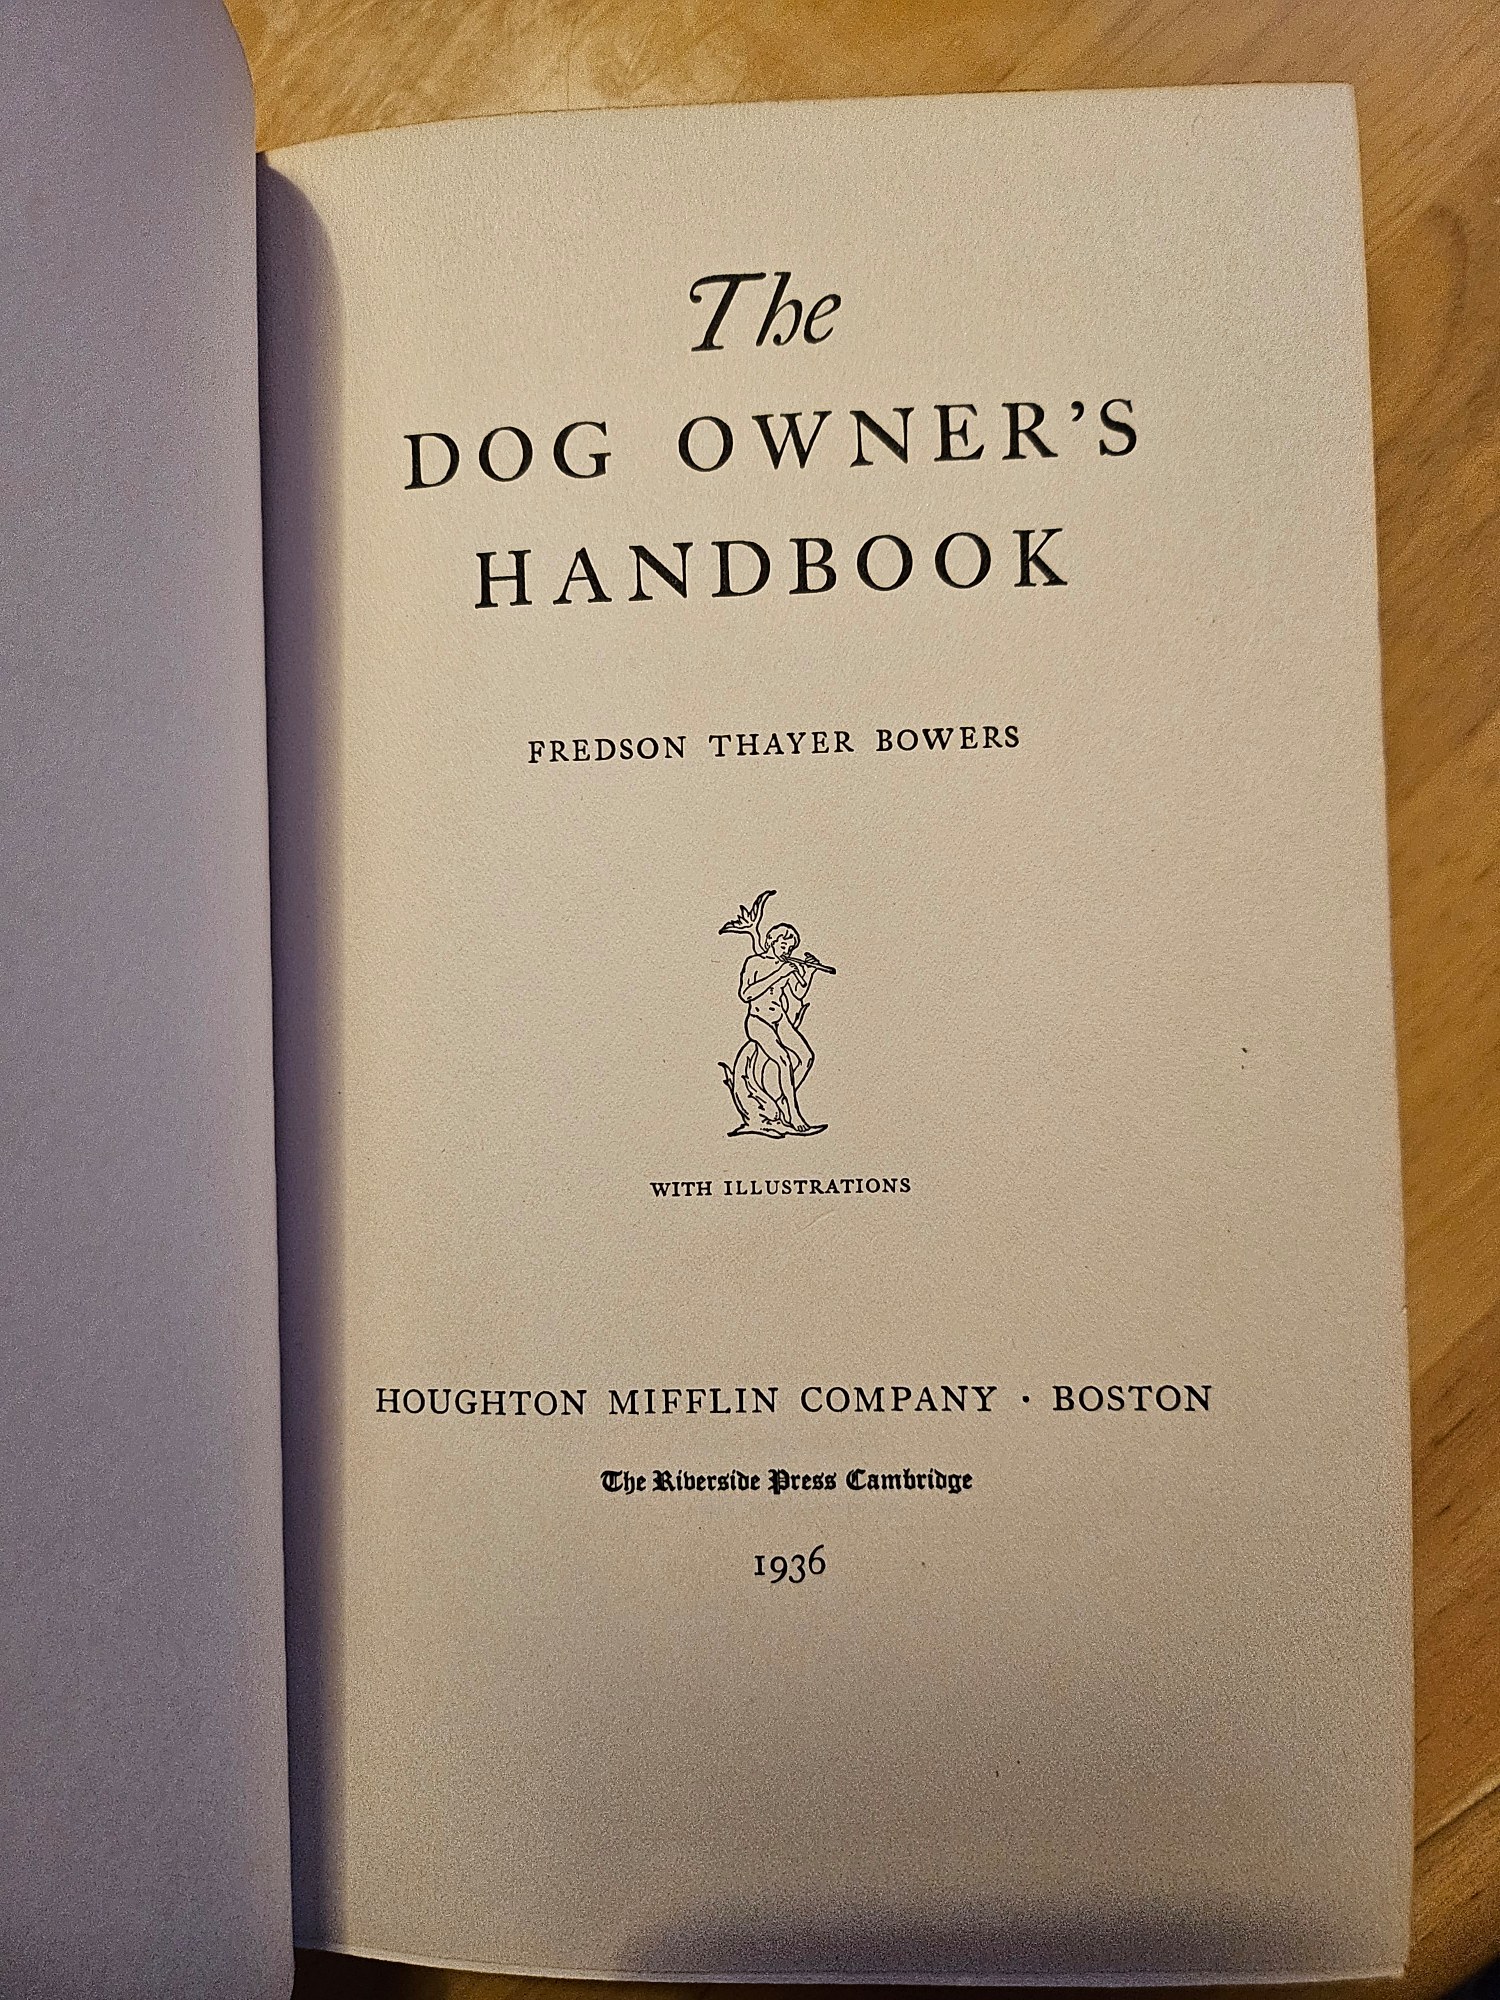 The
DOG OWNER'S
HANDBOOK
FREDSON THAYER BOWERS
WITH ILLUSTRATIONS
HOUGHTON MIFFLIN COMPANY · BOSTON
The Riverside Press Cambridge
1936